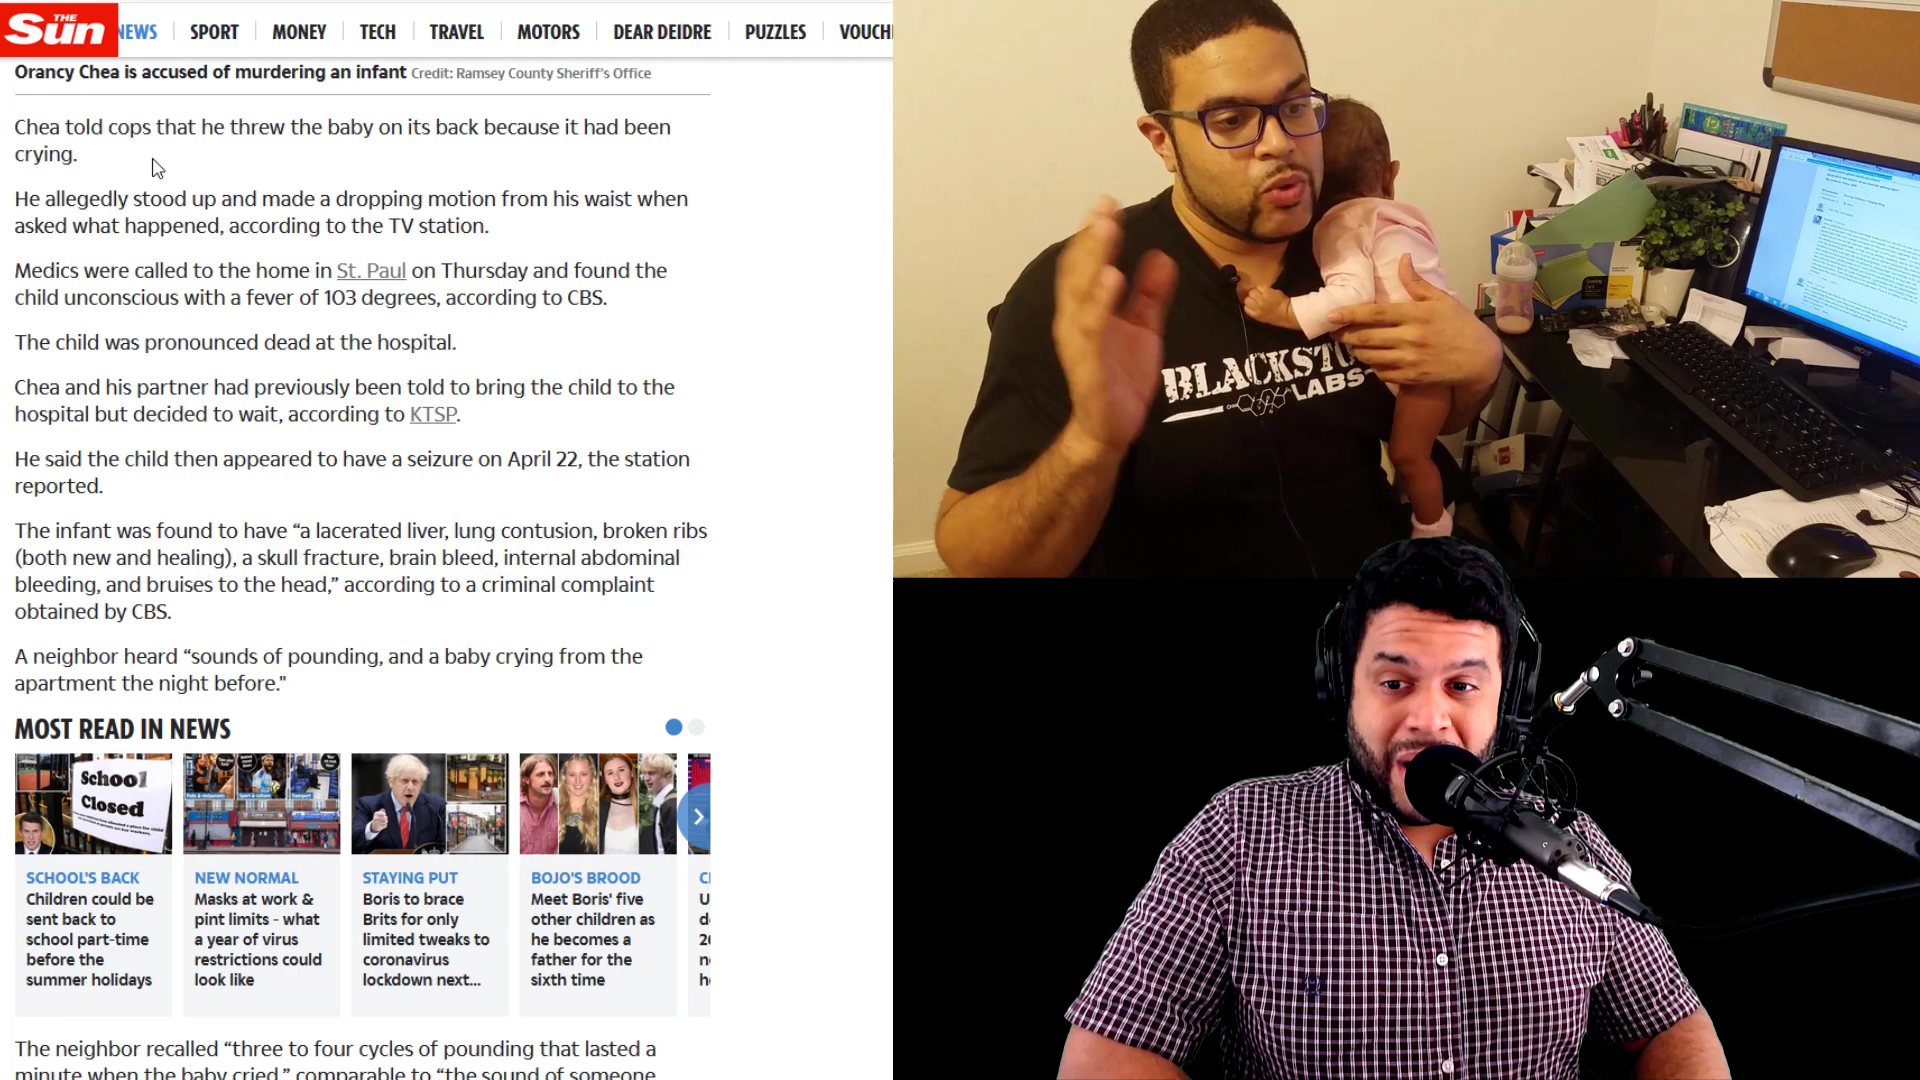 THE
Sun
NEWS
SPORT
MONEY
TECH
TRAVEL
MOTORS
DEAR DEIDRE
PUZZLES
VOUCH
Orancy Chea is accused of murdering an infant Credit: Ramsey County Sheriff's Office
Chea told cops that he threw the baby on its back because it had been
crying.
He allegedly stood up and made a dropping motion from his waist when
asked what happened, according to the TV station.
Medics were called to the home in St. Paul on Thursday and found the
child unconscious with a fever of 103 degrees, according to CBS.
The child was pronounced dead at the hospital.
Chea and his partner had previously been told to bring the child to the
hospital but decided to wait, according to KTSP.
He said the child then appeared to have a seizure on April 22, the station
reported.
The infant was found to have “a lacerated liver, lung contusion, broken ribs
(both new and healing), a skull fracture, brain bleed, internal abdominal
bleeding, and bruises to the head,” according to a criminal complaint
obtained by CBS.
A neighbor heard “sounds of pounding, and a baby crying from the
apartment the night before."
MOST READ IN NEWS
School
Closed
SCHOOL'S BACK
Children could be
sent back to
school part-time
before the
summer holidays
NEW NORMAL
Masks at work &
pint limits - what
a year of virus
restrictions could
look like
STAYING PUT
Boris to brace
Brits for only
limited tweaks to
coronavirus
lockdown next...
BOJO'S BROOD
Meet Boris' five
other children as
he becomes a
father for the
sixth time
The neighbor recalled “three to four cycles of pounding that lasted a
minute when the baby cried,” comparable to “the sound of someone
BLACKST
LABS